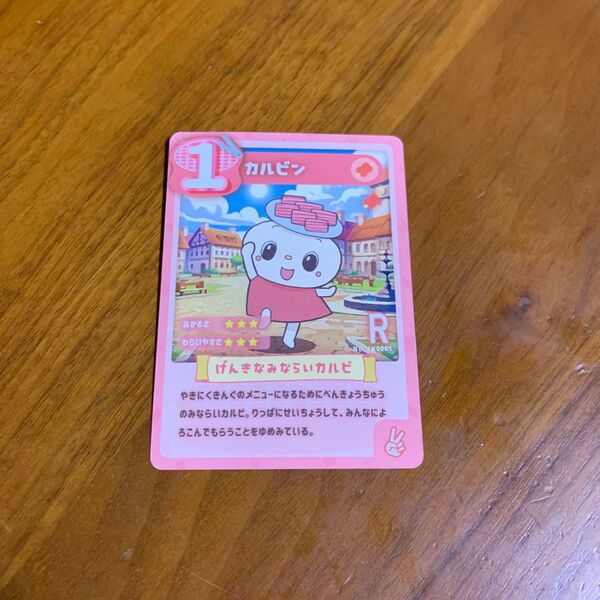 1
カルビン
あかるさ ★★★
わらいやすさ ★★★
R
NO.YK0001
げんきなみならいカルビ
やきにくきんぐのメニューになるためにべんきょうちゅう
のみならいカルビ。りっぱにせいちょうして、みんなによ
ろこんでもらうことをゆめみている。